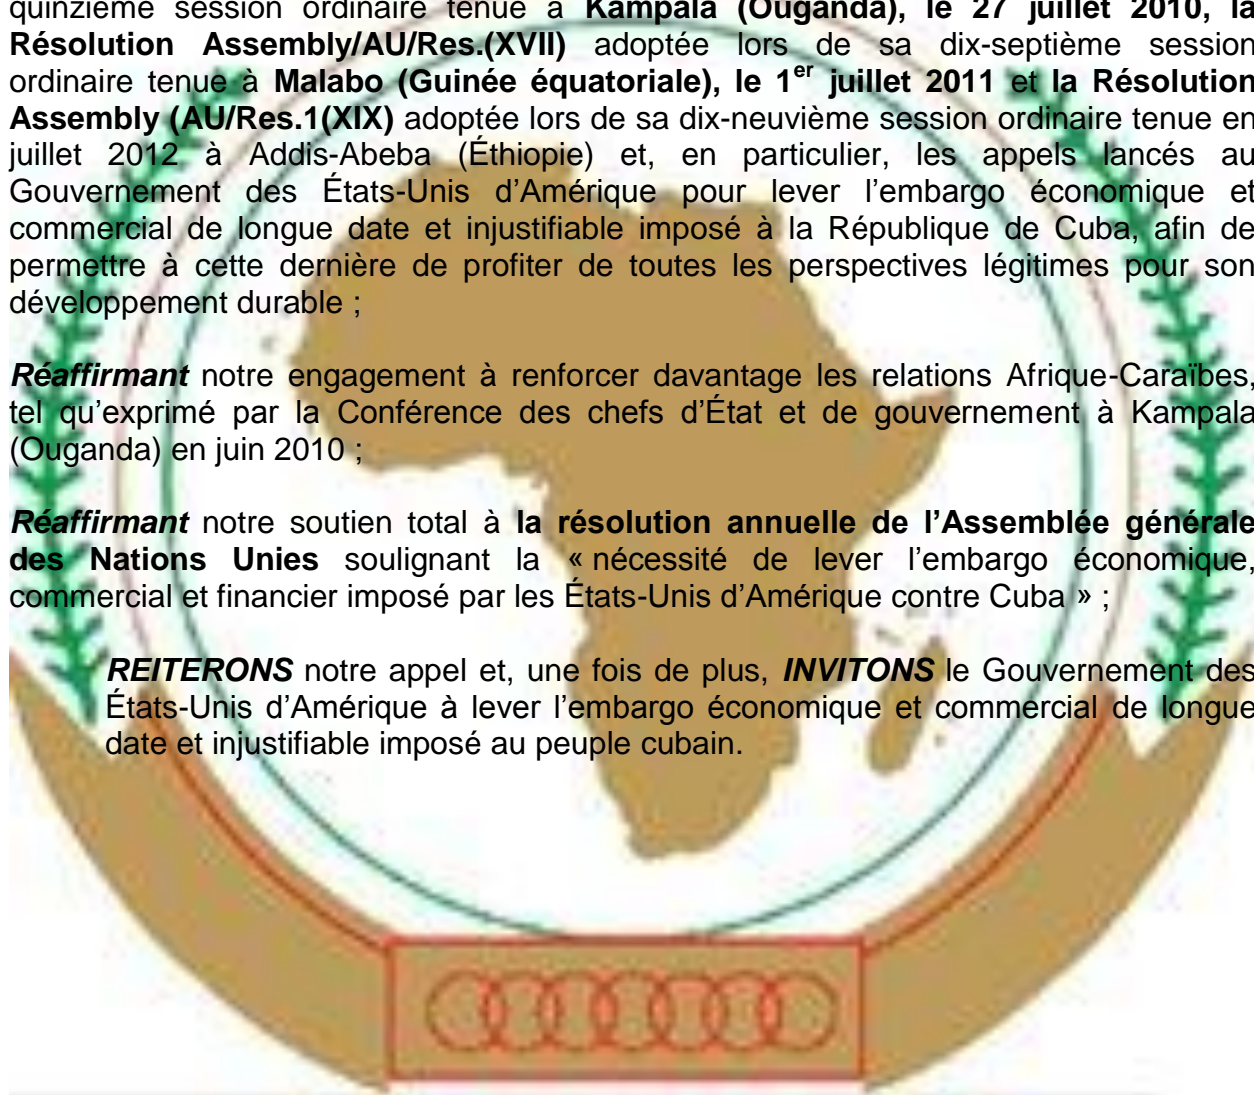 quinzième session ordinaire tenue à Kampala (Ouganda), le 27 juillet 2010, la
Résolution Assembly/AU/Res.(XVII) adoptée lors de sa dix-septième session
ordinaire tenue à Malabo (Guinée équatoriale), le 1er juillet 2011 et la Résolution
Assembly (AU/Res.1(XIX) adoptée lors de sa dix-neuvième session ordinaire tenue en
juillet 2012 à Addis-Abeba (Éthiopie) et, en particulier, les appels lancés au
Gouvernement des États-Unis d’Amérique pour lever l’embargo économique et
commercial de longue date et injustifiable imposé à la République de Cuba, afin de
permettre à cette dernière de profiter de toutes les perspectives légitimes pour son
développement durable ;
Réaffirmant notre engagement à renforcer davantage les relations Afrique-Caraïbes,
tel qu’exprimé par la Conférence des chefs d’État et de gouvernement à Kampala
(Ouganda) en juin 2010 ;
Réaffirmant notre soutien total à la résolution annuelle de l’Assemblée générale
des Nations Unies soulignant la « nécessité de lever l’embargo économique,
commercial et financier imposé par les États-Unis d’Amérique contre Cuba » ;
REITERONS notre appel et, une fois de plus, INVITONS le Gouvernement des
États-Unis d’Amérique à lever l’embargo économique et commercial de longue
date et injustifiable imposé au peuple cubain.